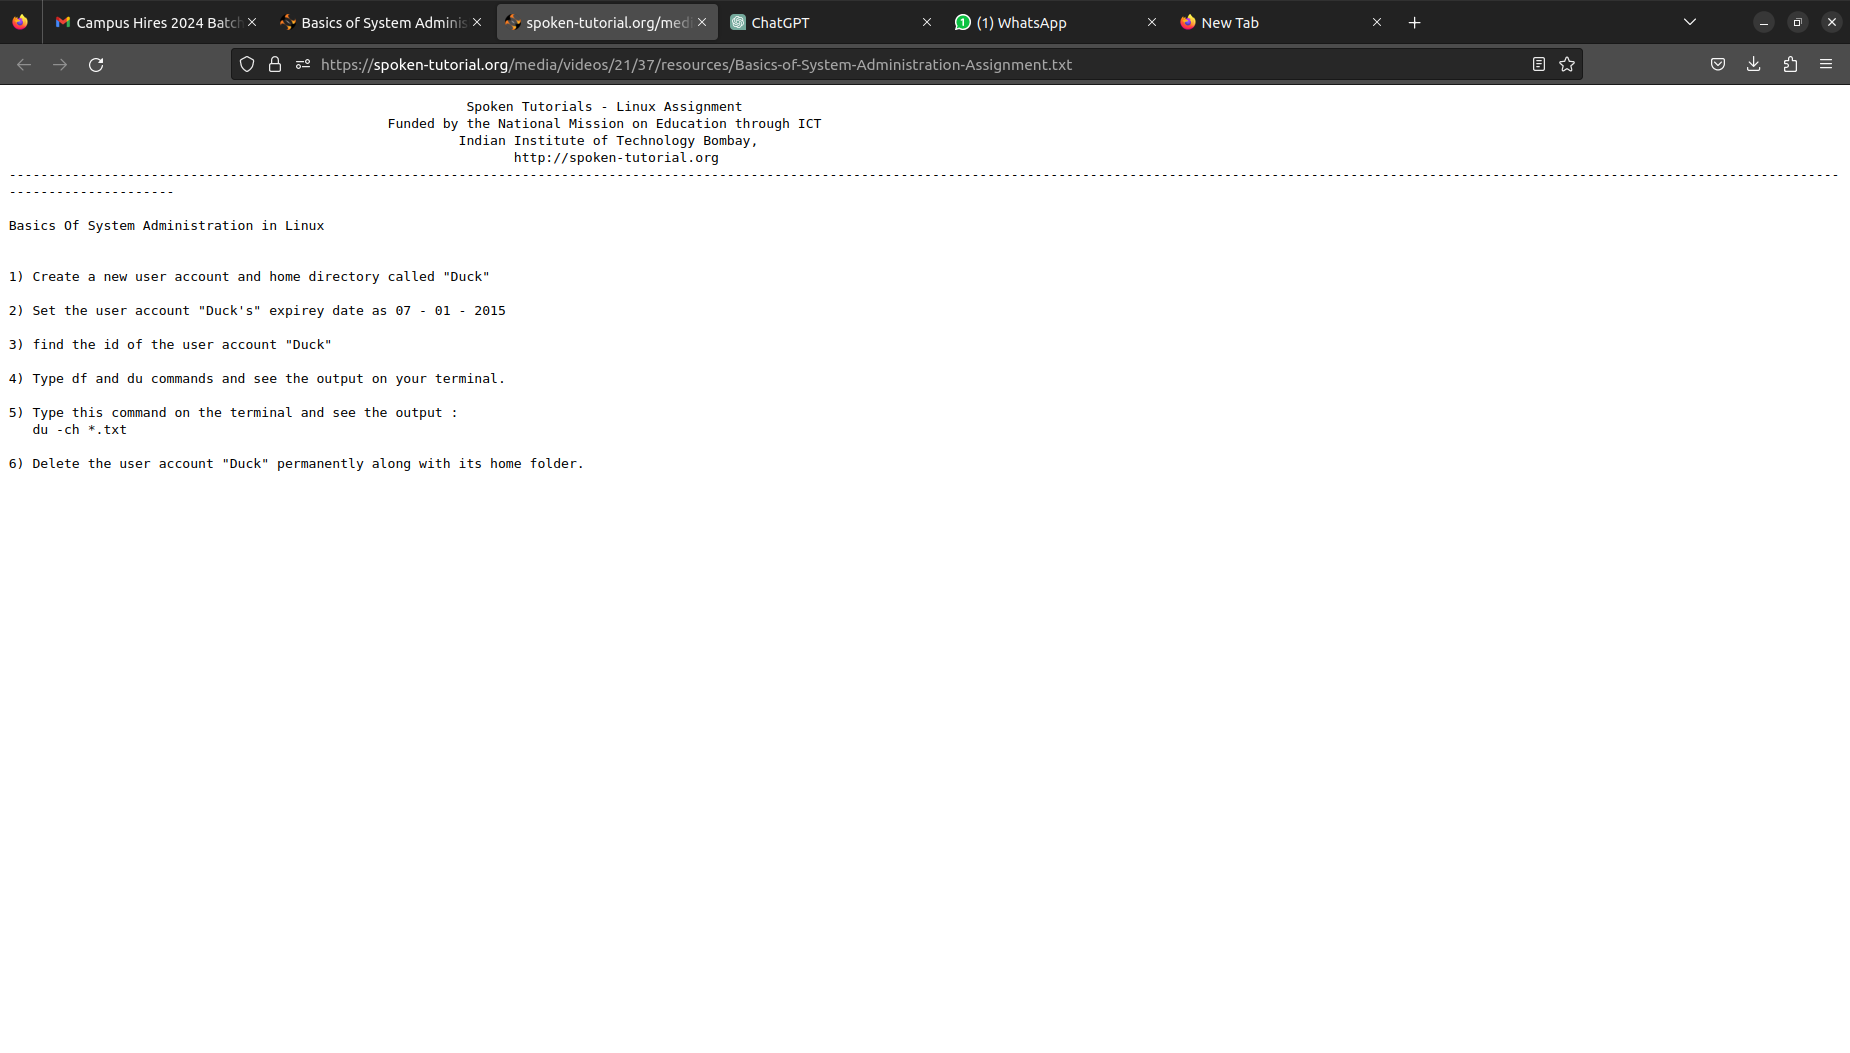 Campus Hires 2024 Batch
Basics of System Adminis
spoken-tutorial.org/med
ChatGPT
(1) WhatsApp
New Tab
https://spoken-tutorial.org/media/videos/21/37/resources/Basics-of-System-Administration-Assignment.txt
Spoken Tutorials - Linux Assignment
Funded by the National Mission on Education through ICT
Indian Institute of Technology Bombay,
http://spoken-tutorial.org
----------------------------------------------------------------------------------------------------------------------------------------------------------------------------------------------------------------------------------------
---------------------
Basics Of System Administration in Linux
1) Create a new user account and home directory called "Duck"
2) Set the user account "Duck's" expirey date as 07 - 01 - 2015
3) find the id of the user account "Duck"
4) Type df and du commands and see the output on your terminal.
5) Type this command on the terminal and see the output :
du -ch *.txt
6) Delete the user account "Duck" permanently along with its home folder.